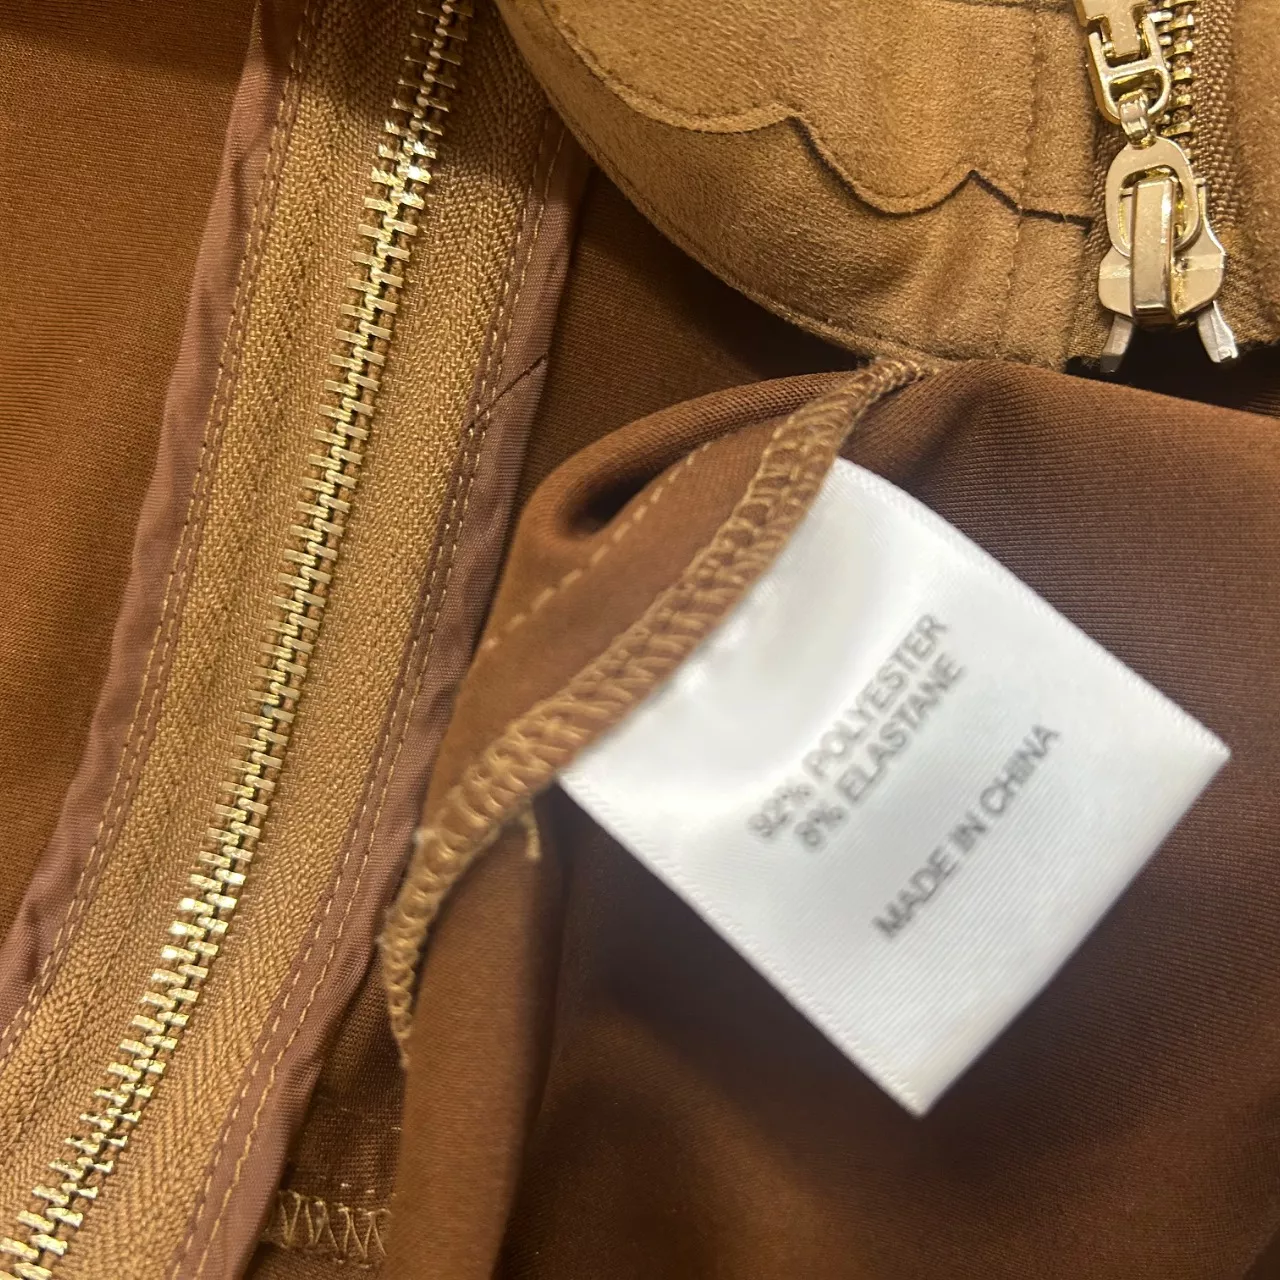 92% POLYESTER
8% ELASTANE
MADE IN CHINA